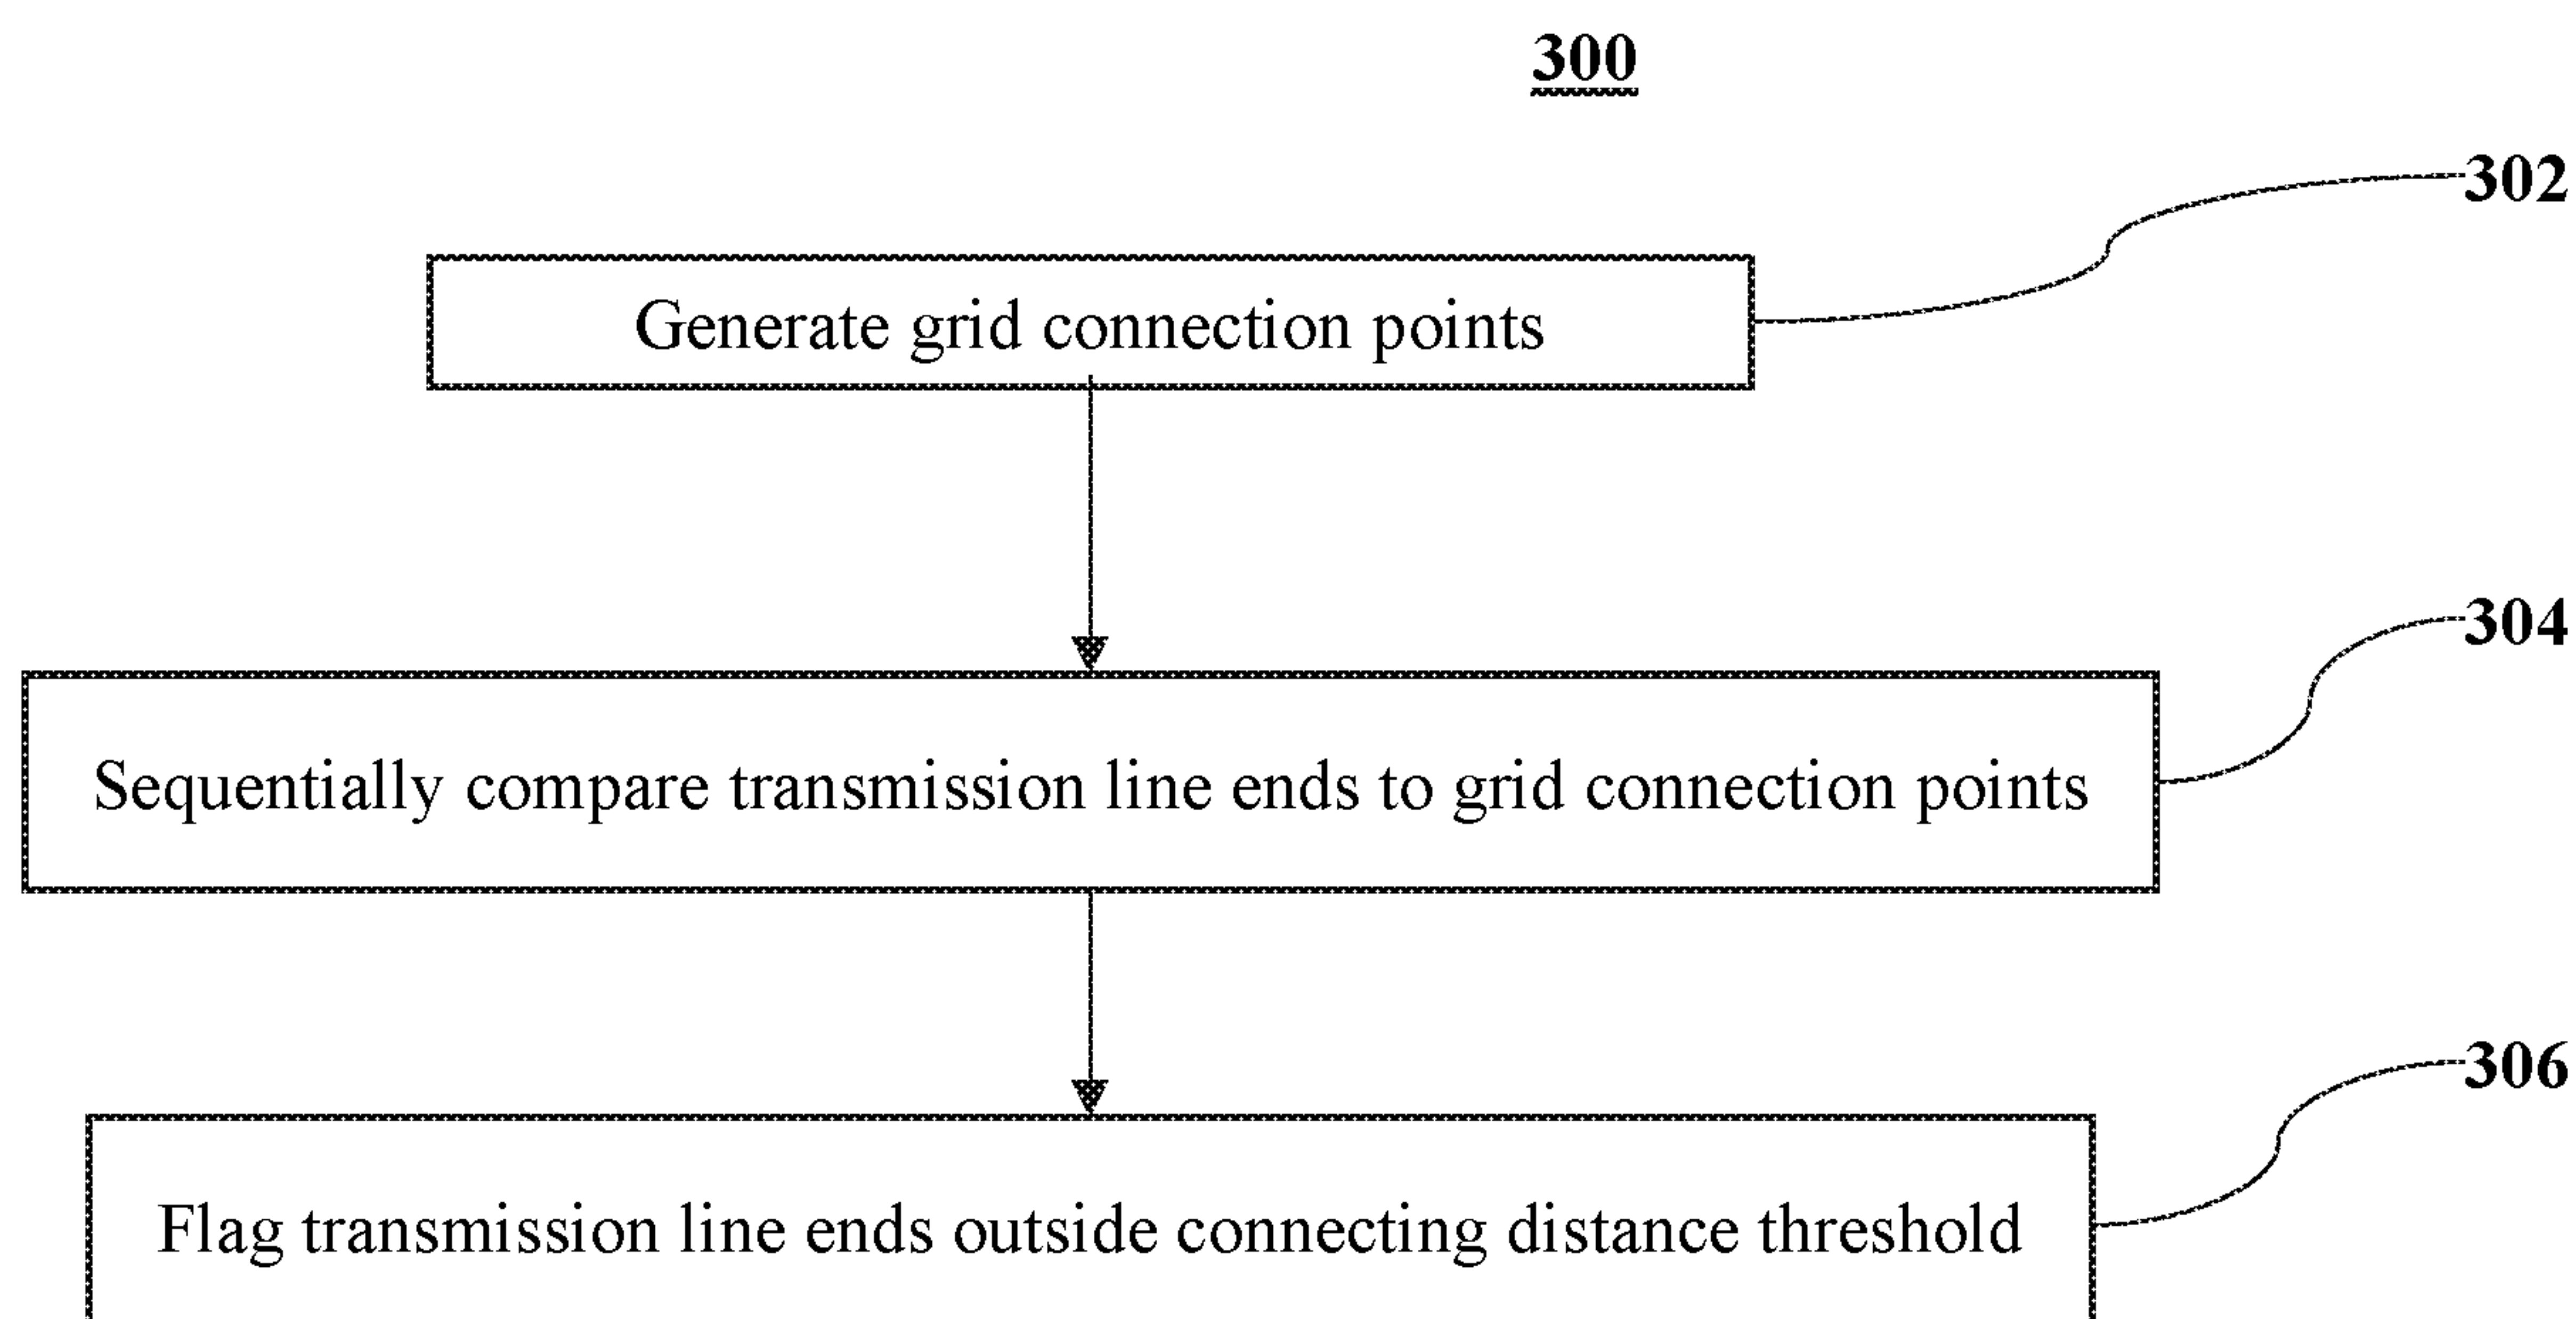 300
302
Generate grid connection points
304
Sequentially compare transmission line ends to grid connection points
306
Flag transmission line ends outside connecting distance threshold